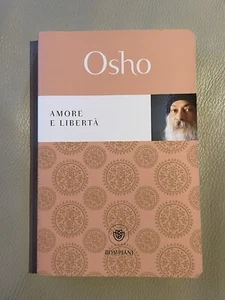 Osho
AMORE
E LIBERTÀ
BOMPIANI